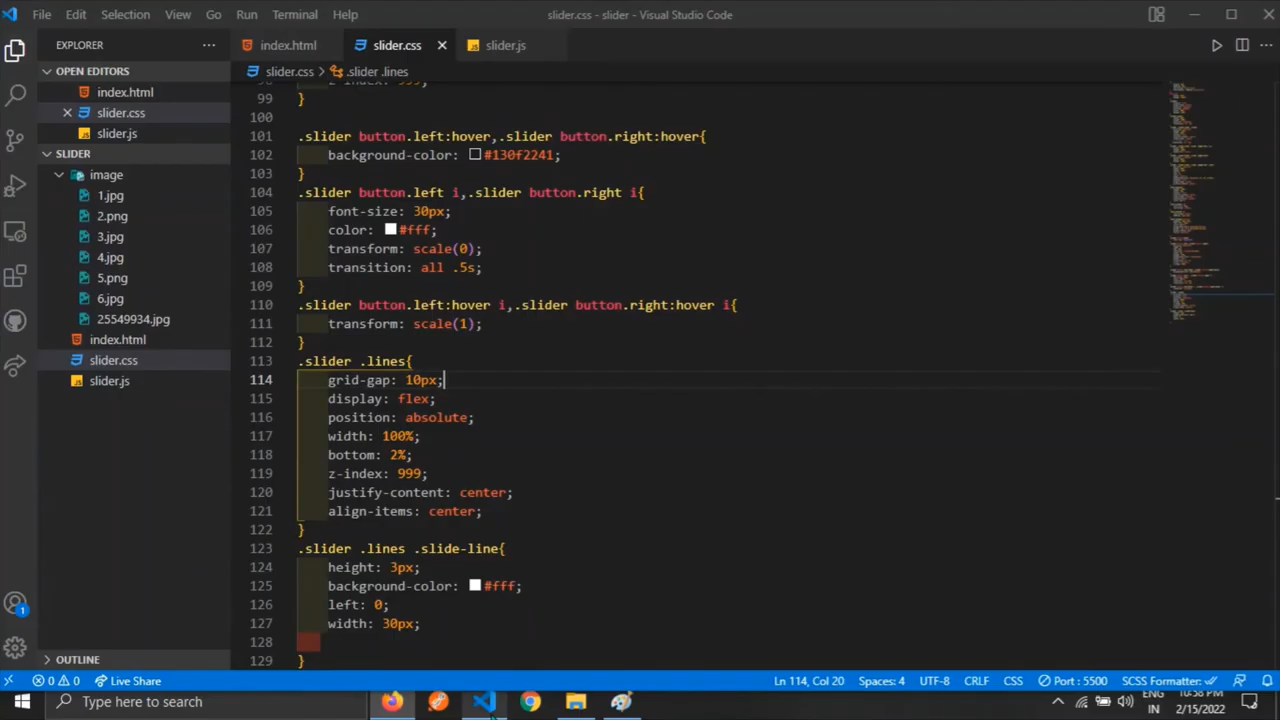 File Edit Selection View Go Run Terminal Help slider.css - slider - Visual Studio Code
EXPLORER
index.html slider.css slider.js
OPEN EDITORS
index.html
slider.css
slider.js
SLIDER
image
1.jpg
2.png
3.jpg
4.jpg
5.png
6.jpg
25549934.jpg
index.html
slider.css
slider.js
OUTLINE
slider.css > .slider .lines
99 }
100
101 .slider button.left:hover,.slider button.right:hover{
102 background-color: #130f2241;
103 }
104 .slider button.left i,.slider button.right i{
105 font-size: 30px;
106 color: #fff;
107 transform: scale(0);
108 transition: all .5s;
109 }
110 .slider button.left:hover i,.slider button.right:hover i{
111 transform: scale(1);
112 }
113 .slider .lines{
114 grid-gap: 10px;
115 display: flex;
116 position: absolute;
117 width: 100%;
118 bottom: 2%;
119 z-index: 999;
120 justify-content: center;
121 align-items: center;
122 }
123 .slider .lines .slide-line{
124 height: 3px;
125 background-color: #fff;
126 left: 0;
127 width: 30px;
128
129 }
1
0 0 Live Share Ln 114, Col 20 Spaces: 4 UTF-8 CRLF CSS Port : 5500 SCSS Formatter:
Type here to search
ENG
IN
10:58 PM
2/15/2022